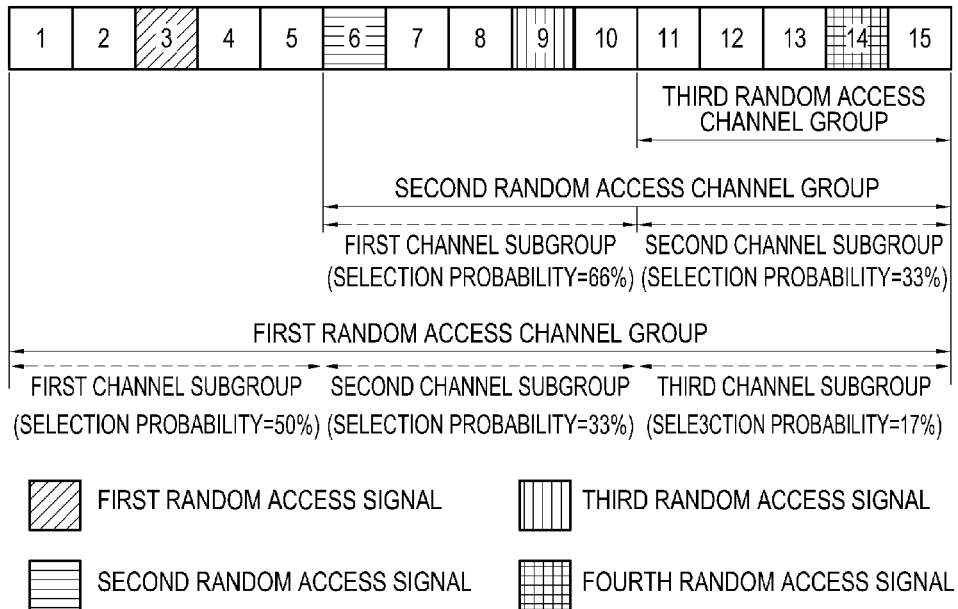 1 2 3 4 5 6 7 8 9 10 11 12 13 14 15
THIRD RANDOM ACCESS
CHANNEL GROUP
SECOND RANDOM ACCESS CHANNEL GROUP
FIRST CHANNEL SUBGROUP SECOND CHANNEL SUBGROUP
(SELECTION PROBABILITY=66%) (SELECTION PROBABILITY=33%)
FIRST RANDOM ACCESS CHANNEL GROUP
FIRST CHANNEL SUBGROUP SECOND CHANNEL SUBGROUP THIRD CHANNEL SUBGROUP
(SELECTION PROBABILITY=50%) (SELECTION PROBABILITY=33%) (SELE3CTION PROBABILITY=17%)
FIRST RANDOM ACCESS SIGNAL THIRD RANDOM ACCESS SIGNAL
SECOND RANDOM ACCESS SIGNAL FOURTH RANDOM ACCESS SIGNAL